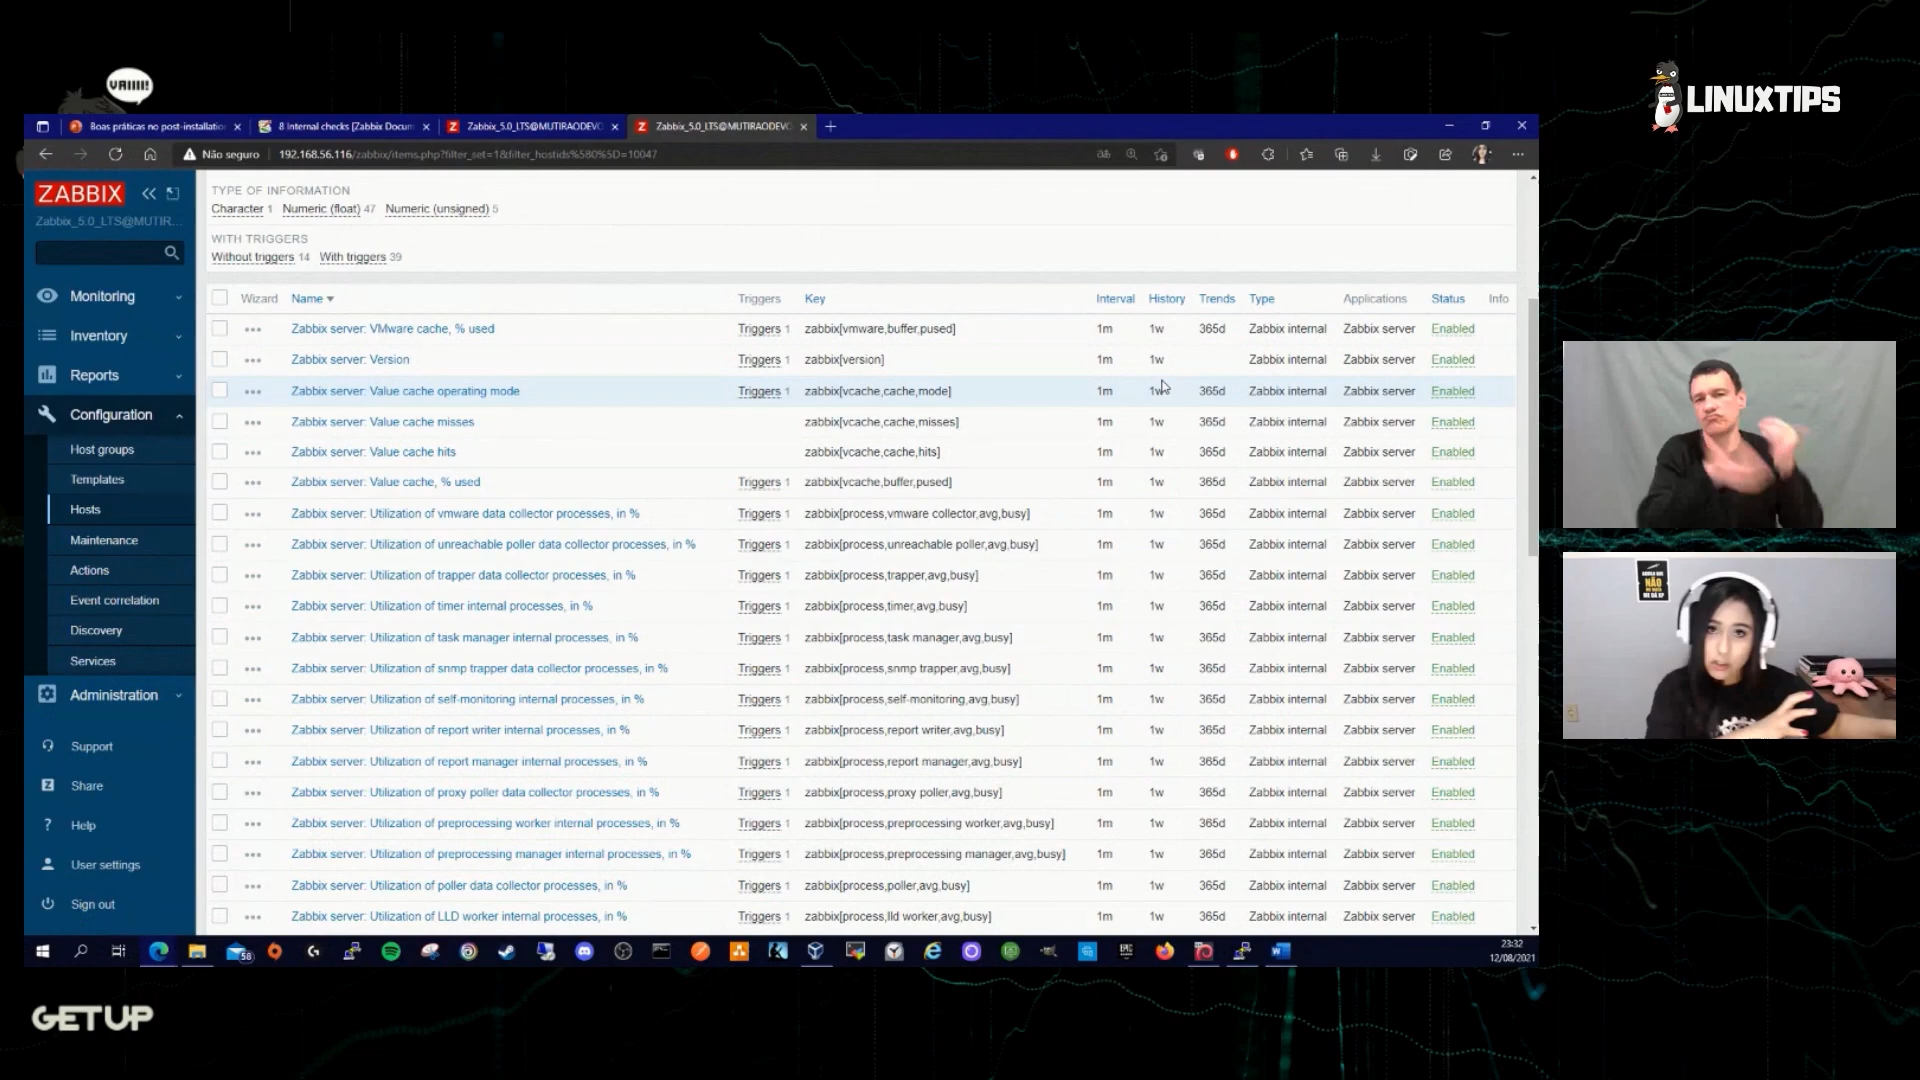 VAIIII!
LINUXTIPS
Boas práticas no post-installatio
8 Internal checks [Zabbix Docum
Zabbix_5.0_LTS@MUTIRAODEVO
Zabbix_5.0_LTS@MUTIRAODEVO
Não seguro
192.168.56.116/zabbix/items.php?filter_set=1&filter_hostids%5B0%5D=10047
ZABBIX
Zabbix_5.0_LTS@MUTIR...
Monitoring
Inventory
Reports
Configuration
Host groups
Templates
Hosts
Maintenance
Actions
Event correlation
Discovery
Services
Administration
Support
Share
Help
User settings
Sign out
TYPE OF INFORMATION
Character 1 Numeric (float) 47 Numeric (unsigned) 5
WITH TRIGGERS
Without triggers 14 With triggers 39
Wizard Name Triggers Key Interval History Trends Type Applications Status Info
Zabbix server: VMware cache, % used Triggers 1 zabbix[vmware,buffer,pused] 1m 1w 365d Zabbix internal Zabbix server Enabled
Zabbix server: Version Triggers 1 zabbix[version] 1m 1w Zabbix internal Zabbix server Enabled
Zabbix server: Value cache operating mode Triggers 1 zabbix[vcache,cache,mode] 1m 1w 365d Zabbix internal Zabbix server Enabled
Zabbix server: Value cache misses zabbix[vcache,cache,misses] 1m 1w 365d Zabbix internal Zabbix server Enabled
Zabbix server: Value cache hits zabbix[vcache,cache,hits] 1m 1w 365d Zabbix internal Zabbix server Enabled
Zabbix server: Value cache, % used Triggers 1 zabbix[vcache,buffer,pused] 1m 1w 365d Zabbix internal Zabbix server Enabled
Zabbix server: Utilization of vmware data collector processes, in % Triggers 1 zabbix[process,vmware collector,avg,busy] 1m 1w 365d Zabbix internal Zabbix server Enabled
Zabbix server: Utilization of unreachable poller data collector processes, in % Triggers 1 zabbix[process,unreachable poller,avg,busy] 1m 1w 365d Zabbix internal Zabbix server Enabled
Zabbix server: Utilization of trapper data collector processes, in % Triggers 1 zabbix[process,trapper,avg,busy] 1m 1w 365d Zabbix internal Zabbix server Enabled
Zabbix server: Utilization of timer internal processes, in % Triggers 1 zabbix[process,timer,avg,busy] 1m 1w 365d Zabbix internal Zabbix server Enabled
Zabbix server: Utilization of task manager internal processes, in % Triggers 1 zabbix[process,task manager,avg,busy] 1m 1w 365d Zabbix internal Zabbix server Enabled
Zabbix server: Utilization of snmp trapper data collector processes, in % Triggers 1 zabbix[process,snmp trapper,avg,busy] 1m 1w 365d Zabbix internal Zabbix server Enabled
Zabbix server: Utilization of self-monitoring internal processes, in % Triggers 1 zabbix[process,self-monitoring,avg,busy] 1m 1w 365d Zabbix internal Zabbix server Enabled
Zabbix server: Utilization of report writer internal processes, in % Triggers 1 zabbix[process,report writer,avg,busy] 1m 1w 365d Zabbix internal Zabbix server Enabled
Zabbix server: Utilization of report manager internal processes, in % Triggers 1 zabbix[process,report manager,avg,busy] 1m 1w 365d Zabbix internal Zabbix server Enabled
Zabbix server: Utilization of proxy poller data collector processes, in % Triggers 1 zabbix[process,proxy poller,avg,busy] 1m 1w 365d Zabbix internal Zabbix server Enabled
Zabbix server: Utilization of preprocessing worker internal processes, in % Triggers 1 zabbix[process,preprocessing worker,avg,busy] 1m 1w 365d Zabbix internal Zabbix server Enabled
Zabbix server: Utilization of preprocessing manager internal processes, in % Triggers 1 zabbix[process,preprocessing manager,avg,busy] 1m 1w 365d Zabbix internal Zabbix server Enabled
Zabbix server: Utilization of poller data collector processes, in % Triggers 1 zabbix[process,poller,avg,busy] 1m 1w 365d Zabbix internal Zabbix server Enabled
Zabbix server: Utilization of LLD worker internal processes, in % Triggers 1 zabbix[process,lld worker,avg,busy] 1m 1w 365d Zabbix internal Zabbix server Enabled
58
23:32
12/08/2021
NÃO
GETUP